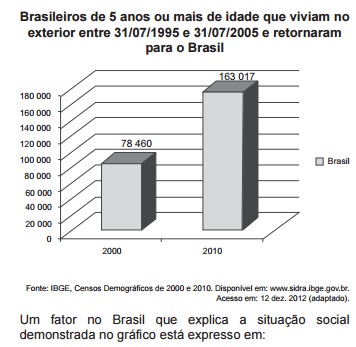 Brasileiros de 5 anos ou mais de idade que viviam no
exterior entre 31/07/1995 e 31/07/2005 e retornaram
para o Brasil
163 017
180 000
160 000
140 000
120 000
100 000
80 000
60 000
40 000
20 000
0
78 460
Brasil
2000
2010
Fonte: IBGE, Censos Demográficos de 2000 e 2010. Disponível em: www.sidra.ibge.gov.br.
Acesso em: 12 dez. 2012 (adaptado).
Um fator no Brasil que explica a situação social
demonstrada no gráfico está expresso em: